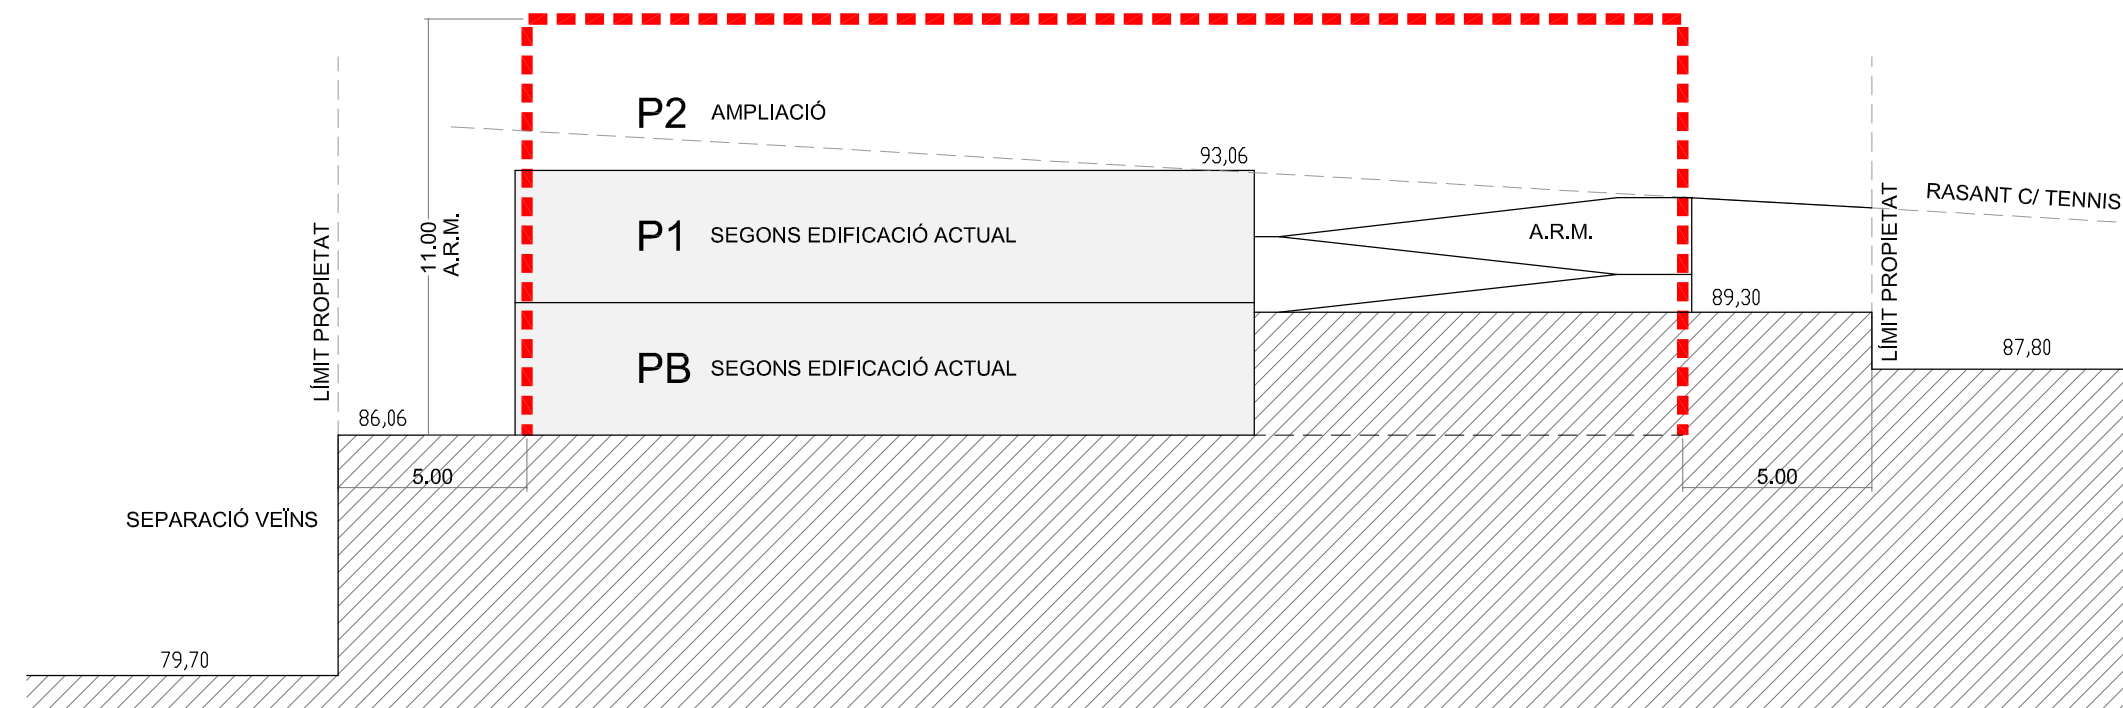 P2 AMPLIACIÓ
93,06
P1 SEGONS EDIFICACIÓ ACTUAL
PB SEGONS EDIFICACIÓ ACTUAL
11.00
A.R.M.
LÍMIT PROPIETAT
86,06
5.00
SEPARACIÓ VEÏNS
79,70
A.R.M.
89,30
LÍMIT PROPIETAT
RASANT C/ TENNIS
87,80
5.00